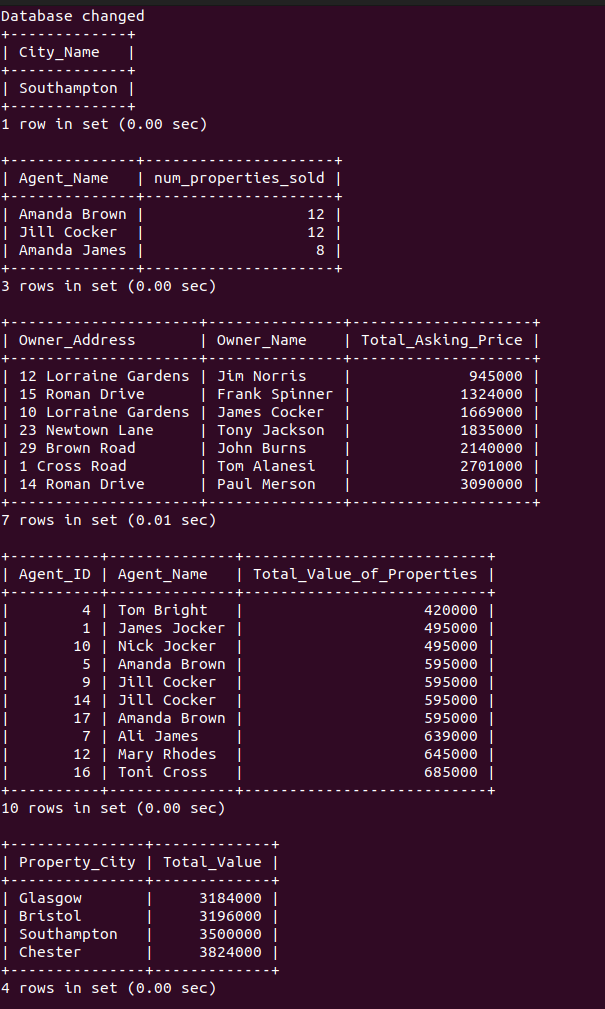 Database changed
+-------------+
| City_Name   |
+-------------+
| Southampton |
+-------------+
1 row in set (0.00 sec)

+--------------+---------------------+
| Agent_Name   | num_properties_sold |
+--------------+---------------------+
| Amanda Brown |                  12 |
| Jill Cocker  |                  12 |
| Amanda James |                   8 |
+--------------+---------------------+
3 rows in set (0.00 sec)

+---------------------+---------------+--------------------+
| Owner_Address       | Owner_Name    | Total_Asking_Price |
+---------------------+---------------+--------------------+
| 12 Lorraine Gardens | Jim Norris    |             945000 |
| 15 Roman Drive      | Frank Spinner |            1324000 |
| 10 Lorraine Gardens | James Cocker  |            1669000 |
| 23 Newtown Lane     | Tony Jackson  |            1835000 |
| 29 Brown Road       | John Burns    |            2140000 |
| 1 Cross Road        | Tom Alanesi   |            2701000 |
| 14 Roman Drive      | Paul Merson   |            3090000 |
+---------------------+---------------+--------------------+
7 rows in set (0.01 sec)

+----------+--------------+---------------------------+
| Agent_ID | Agent_Name   | Total_Value_of_Properties |
+----------+--------------+---------------------------+
|        4 | Tom Bright   |                    420000 |
|        1 | James Jocker |                    495000 |
|       10 | Nick Jocker  |                    495000 |
|        5 | Amanda Brown |                    595000 |
|        9 | Jill Cocker  |                    595000 |
|       14 | Jill Cocker  |                    595000 |
|       17 | Amanda Brown |                    595000 |
|        7 | Ali James    |                    639000 |
|       12 | Mary Rhodes  |                    645000 |
|       16 | Toni Cross   |                    685000 |
+----------+--------------+---------------------------+
10 rows in set (0.00 sec)

+---------------+-------------+
| Property_City | Total_Value |
+---------------+-------------+
| Glasgow       |     3184000 |
| Bristol       |     3196000 |
| Southampton   |     3500000 |
| Chester       |     3824000 |
+---------------+-------------+
4 rows in set (0.00 sec)